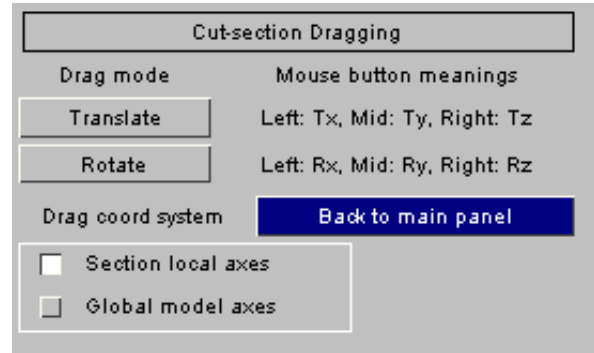 Cut-section Dragging
Drag mode Mouse button meanings
Translate Left: Tx, Mid: Ty, Right: Tz
Rotate Left: Rx, Mid: Ry, Right: Rz
Drag coord system Back to main panel
Section local axes
Global model axes